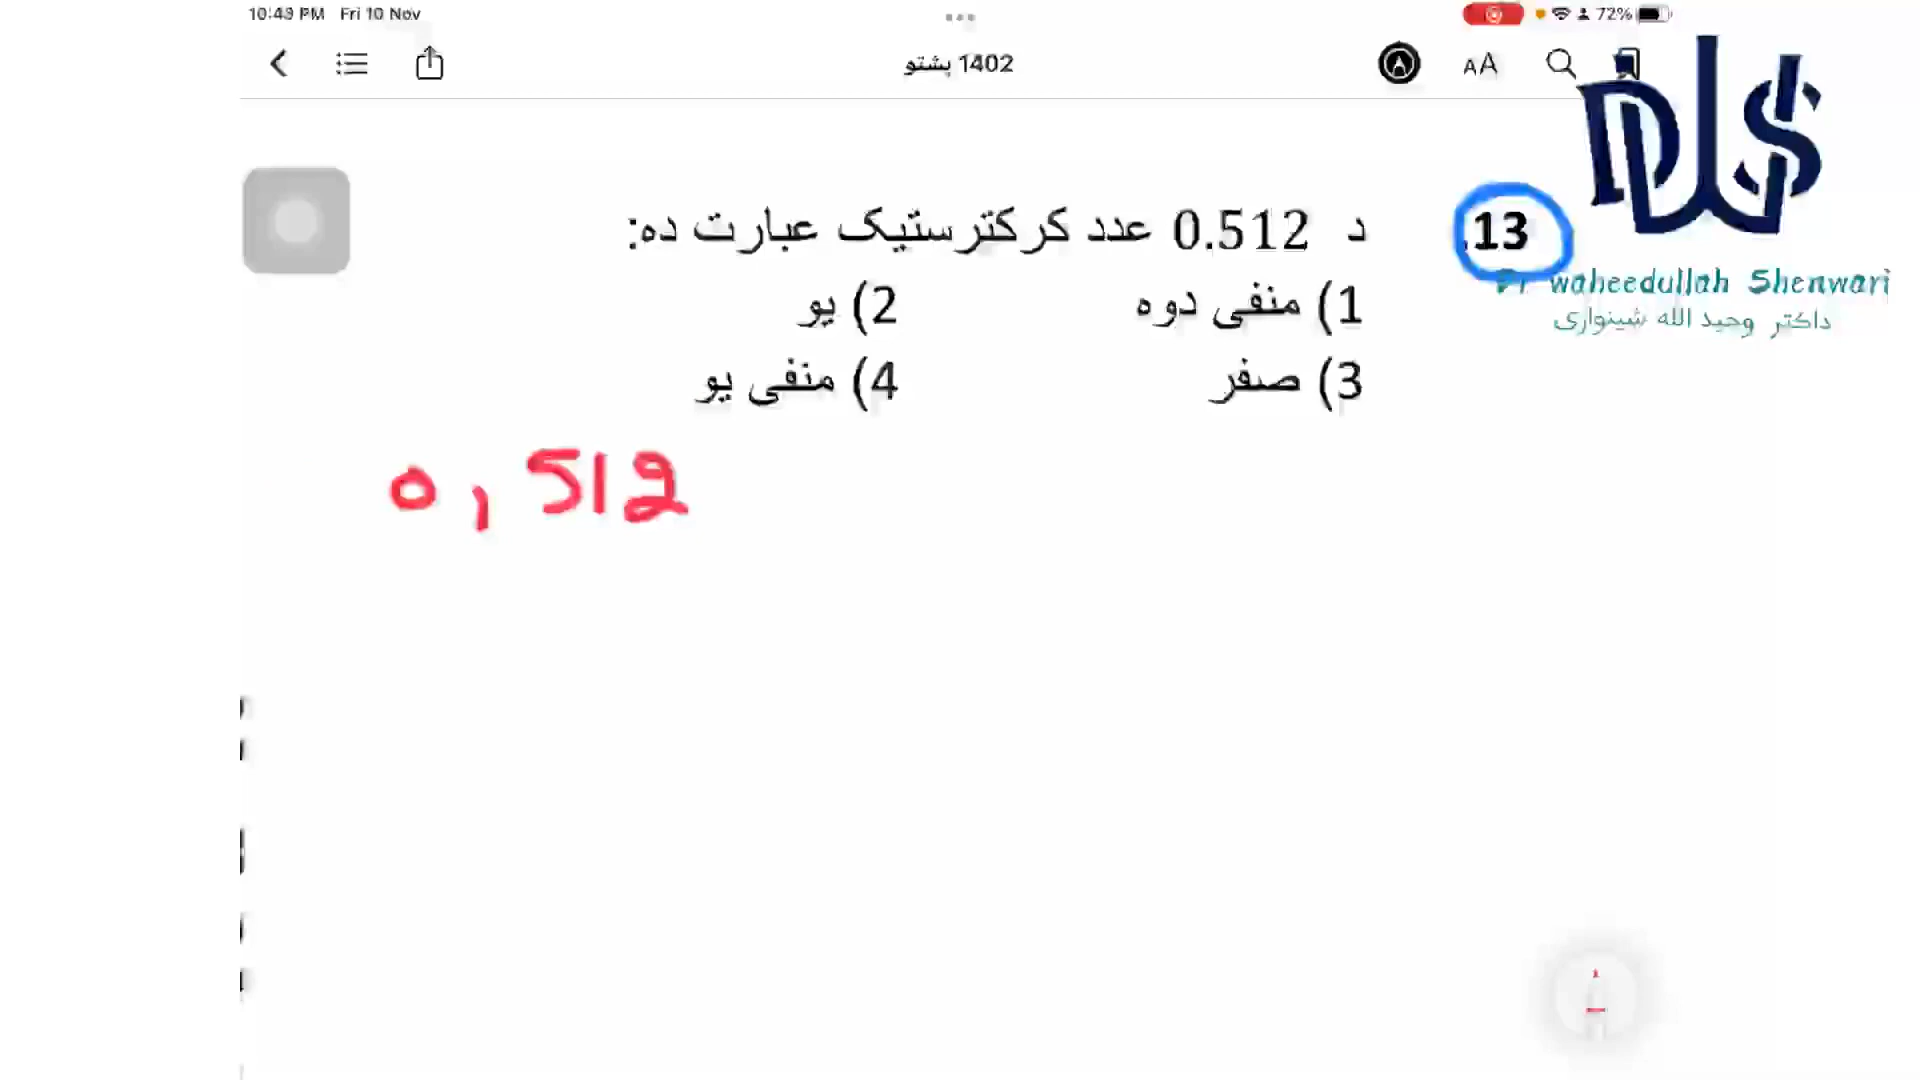 10:43 PM Fri 10 Nov
72%
1402 پشتو
AA
DWS
Dr waheedullah Shenwari
داکتر وحید الله شینواری
13. د 0.512 عدد کرکترستیک عبارت ده:
1) منفی دوه 2) یو
3) صفر 4) منفی یو
0,512